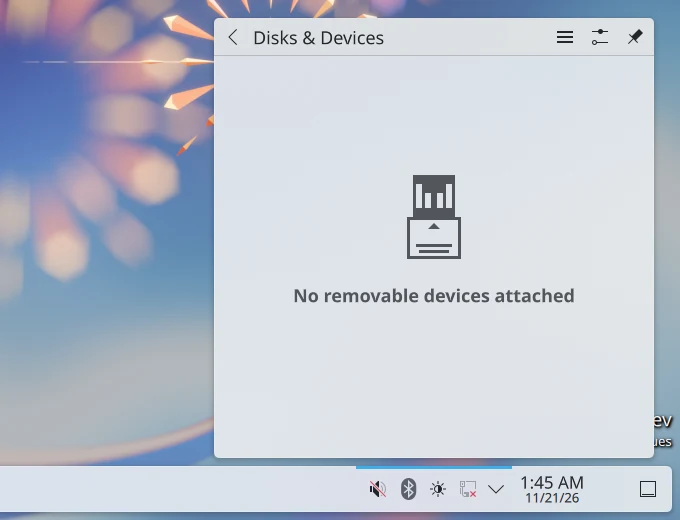 Disks & Devices
No removable devices attached
1:45 AM
11/21/26